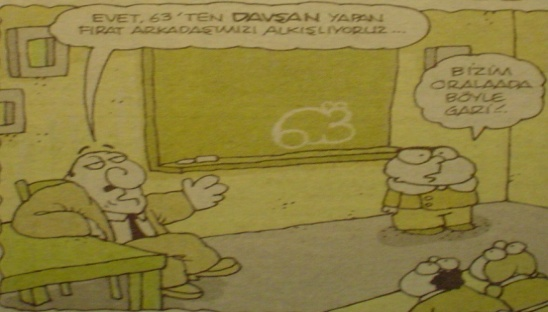 EVET, 63'TEN DAVŞAN YAPAN
FIRAT ARKADAŞIMIZI ALKIŞLIYORUZ...
BİZİM
ORALAADA
BÖYLE
GARI!..
63